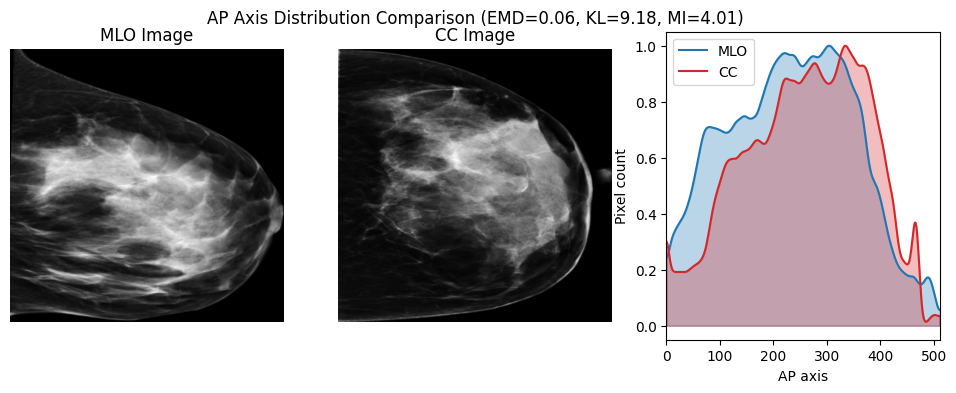 AP Axis Distribution Comparison (EMD=0.06, KL=9.18, MI=4.01)
MLO Image
CC Image
MLO
CC
1.0
0.8
0.6
0.4
0.2
0.0
Pixel count
0 100 200 300 400 500
AP axis